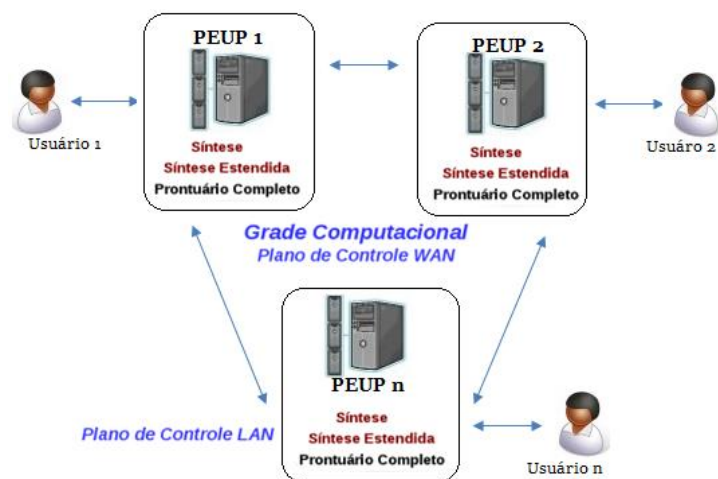 PEUP 1
Síntese
Síntese Estendida
Prontuário Completo
PEUP 2
Síntese
Síntese Estendida
Prontuário Completo
Usuário 1
Usuáro 2
Grade Computacional
Plano de Controle WAN
PEUP n
Síntese
Síntese Estendida
Prontuário Completo
Plano de Controle LAN
Usuário n